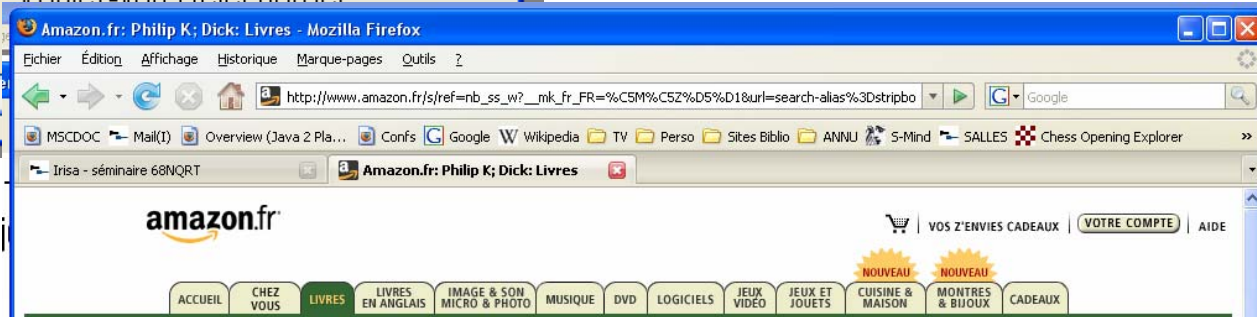 Amazon.fr: Philip K; Dick: Livres - Mozilla Firefox
Fichier Édition Affichage Historique Marque-pages Outils ?
http://www.amazon.fr/s/ref=nb_ss_w?__mk_fr_FR=%C5M%C5Z%D5%D1&url=search-alias%3Dstripbo Google
MSCDOC Mail(I) Overview (Java 2 Pla... Confs Google Wikipedia TV Perso Sites Biblio ANNU S-Mind SALLES Chess Opening Explorer »
Irisa - séminaire 68NQRT Amazon.fr: Philip K; Dick: Livres
amazon.fr VOS Z'ENVIES CADEAUX | VOTRE COMPTE | AIDE
NOUVEAU NOUVEAU
ACCUEIL CHEZ VOUS LIVRES LIVRES EN ANGLAIS IMAGE & SON MICRO & PHOTO MUSIQUE DVD LOGICIELS JEUX VIDÉO JEUX ET JOUETS CUISINE & MAISON MONTRES & BIJOUX CADEAUX